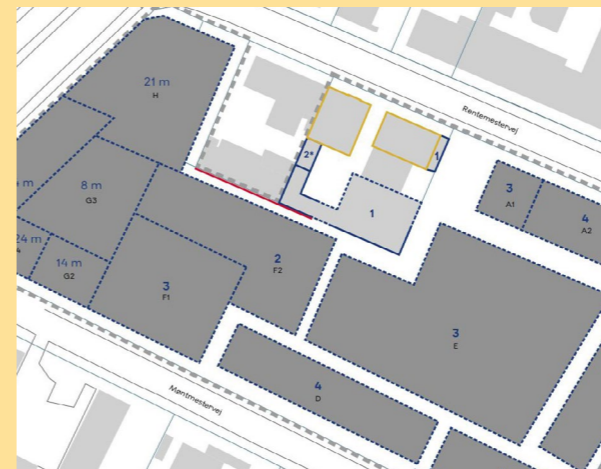 21 m
H
Rentemestervej
2*
1
1
3
A1
4
A2
8 m
G3
24 m
14 m
G2
2
F2
3
F1
3
E
4
D
Møntmestervej